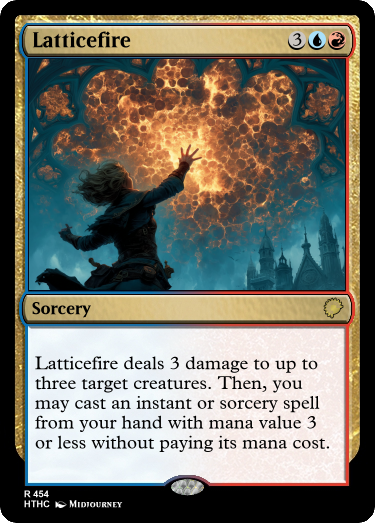 Latticefire 3
Sorcery
Latticefire deals 3 damage to up to
three target creatures. Then, you
may cast an instant or sorcery spell
from your hand with mana value 3
or less without paying its mana cost.
R 454
HTHC Midjourney